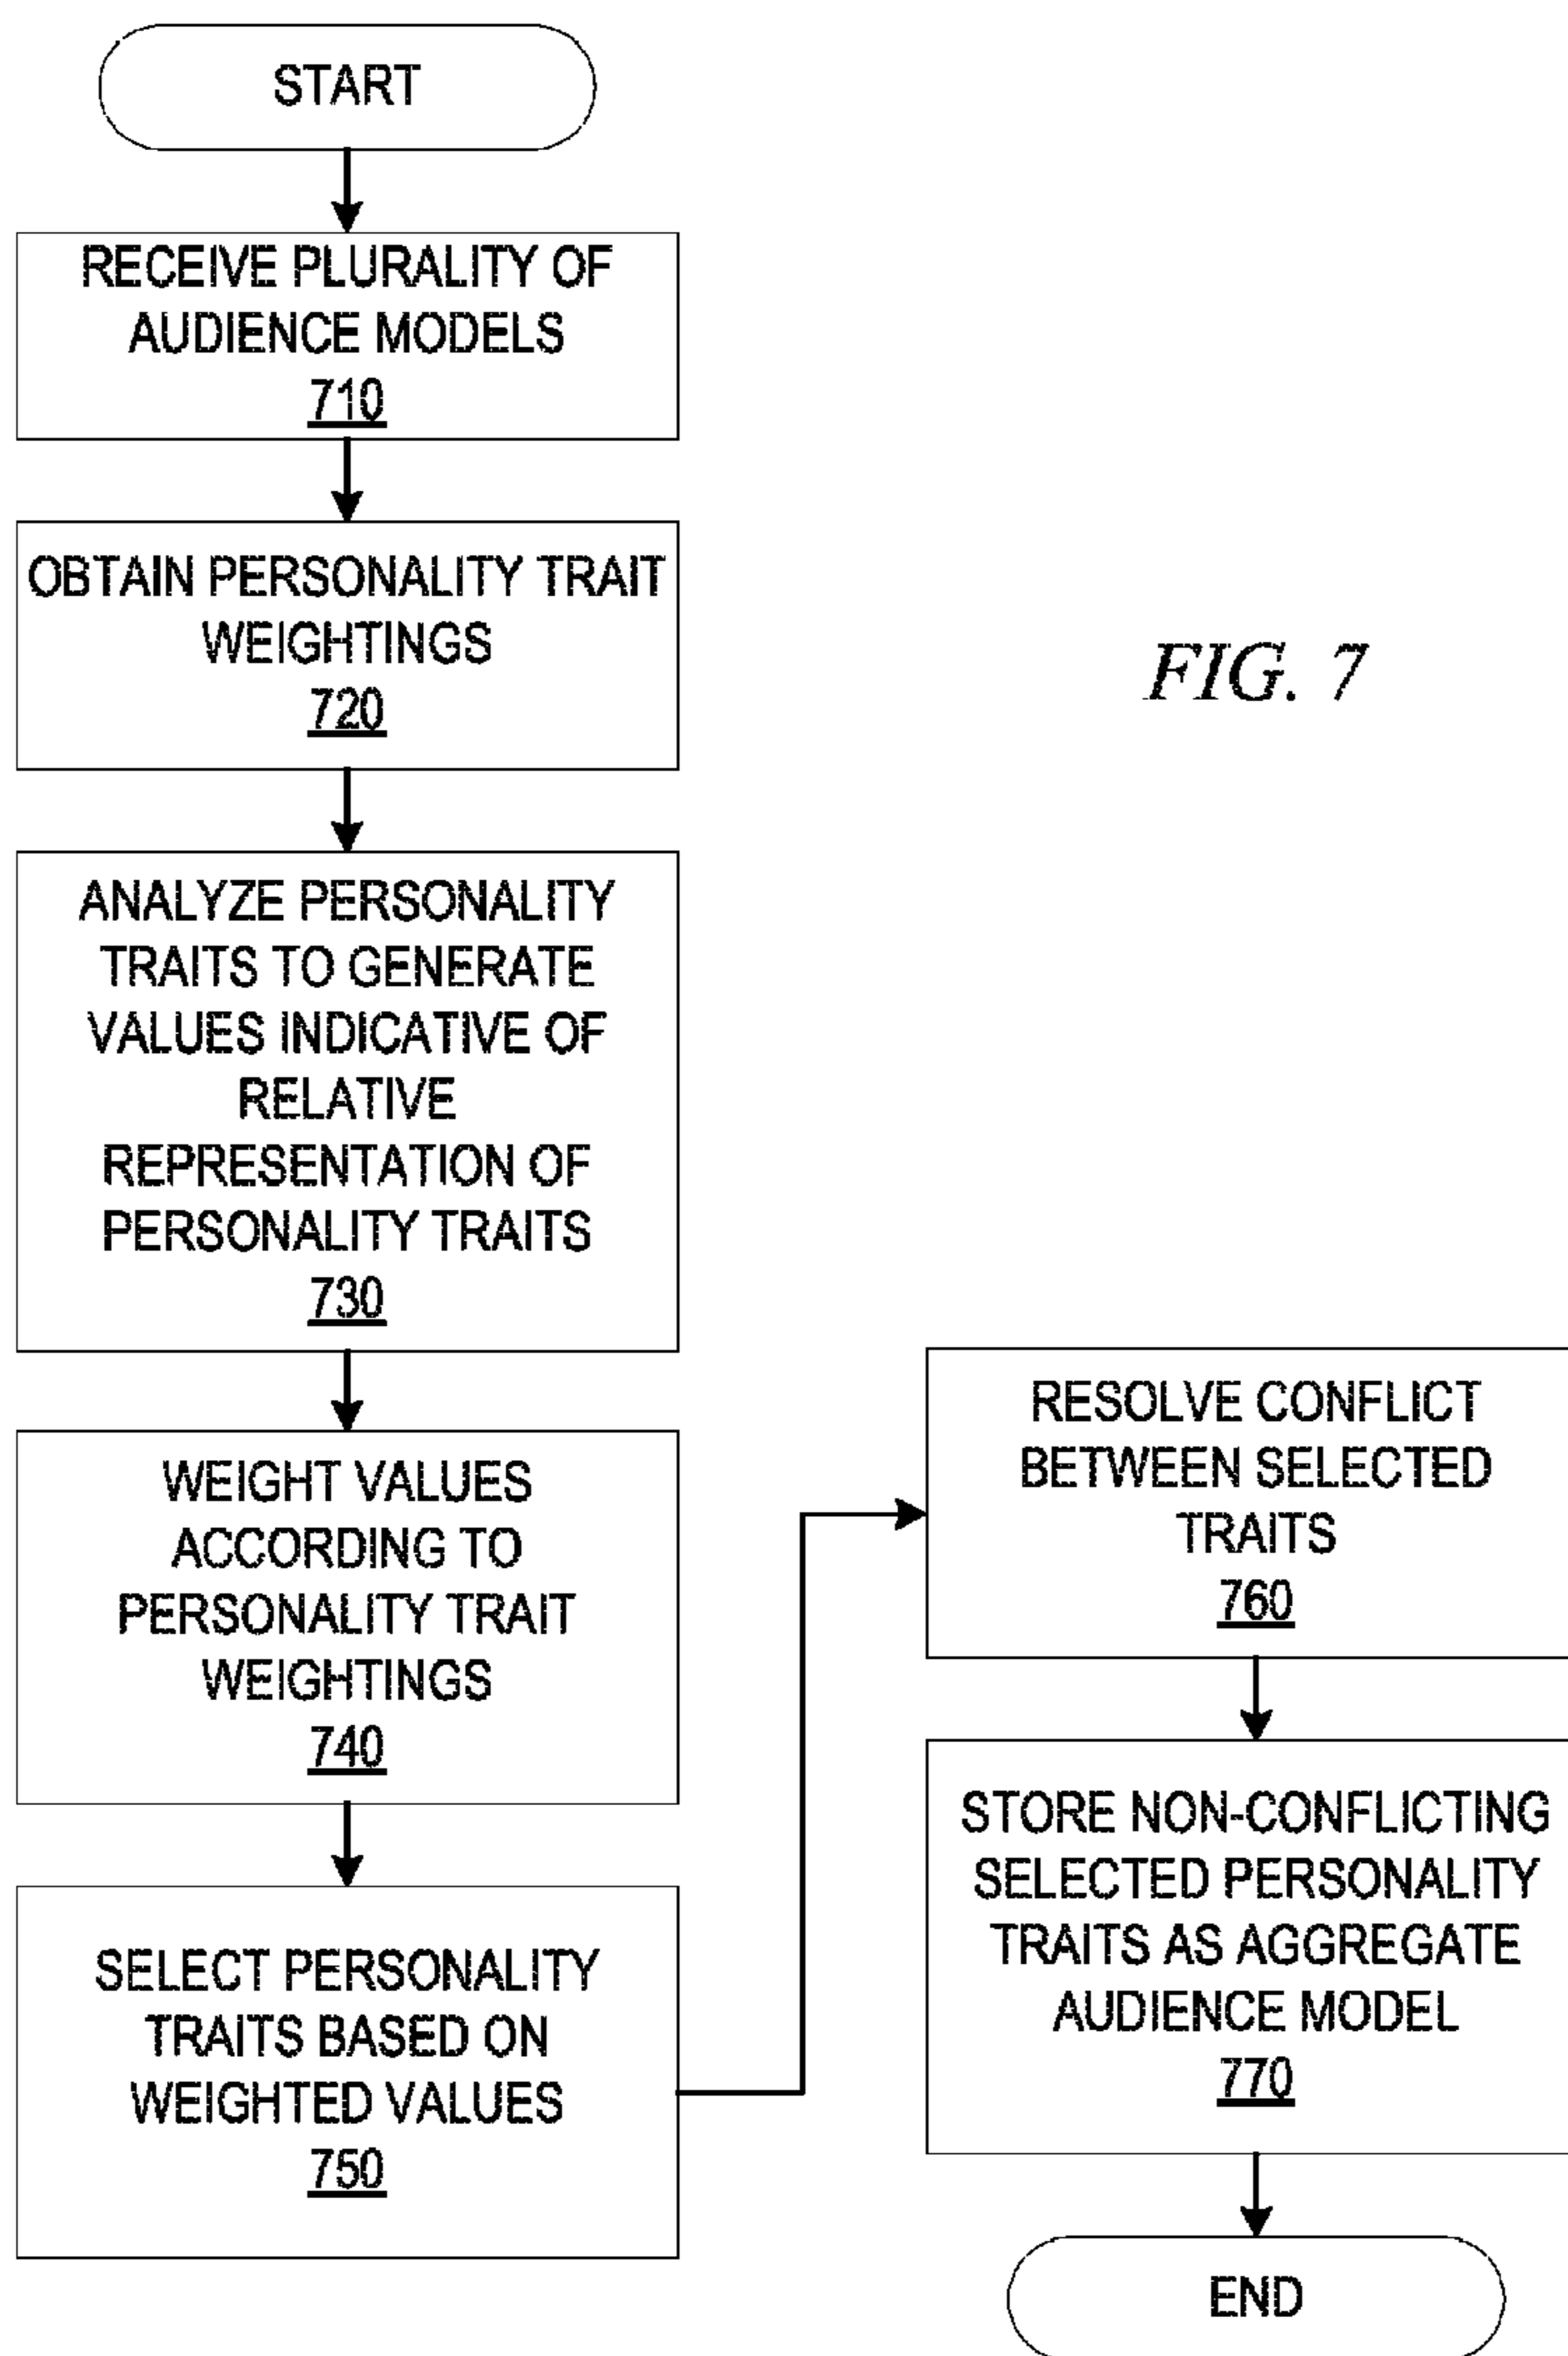 START
RECEIVE PLURALITY OF
AUDIENCE MODELS
710
OBTAIN PERSONALITY TRAIT
WEIGHTINGS
720
ANALYZE PERSONALITY
TRAITS TO GENERATE
VALUES INDICATIVE OF
RELATIVE
REPRESENTATION OF
PERSONALITY TRAITS
730
WEIGHT VALUES
ACCORDING TO
PERSONALITY TRAIT
WEIGHTINGS
740
SELECT PERSONALITY
TRAITS BASED ON
WEIGHTED VALUES
750
FIG. 7
RESOLVE CONFLICT
BETWEEN SELECTED
TRAITS
760
STORE NON-CONFLICTING
SELECTED PERSONALITY
TRAITS AS AGGREGATE
AUDIENCE MODEL
770
END